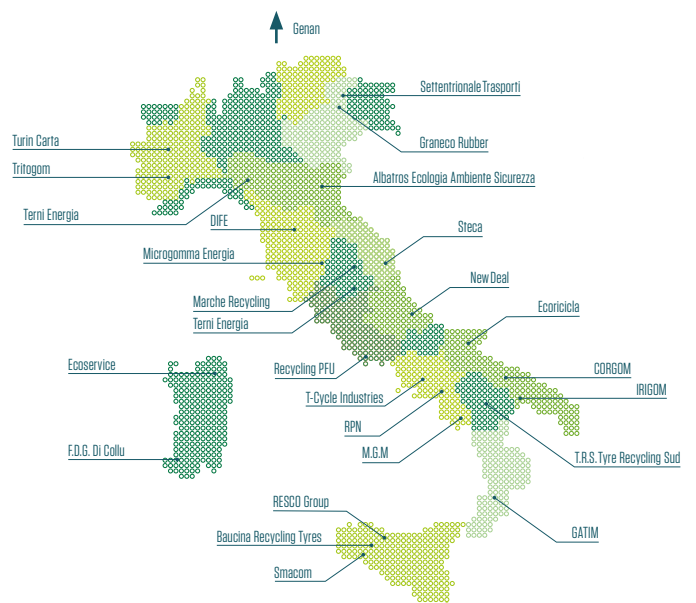 Genan
Settentrionale Trasporti
Graneco Rubber
Turin Carta
Tritogom
Albatros Ecologia Ambiente Sicurezza
Terni Energia
DIFE
Steca
Microgomma Energia
New Deal
Marche Recycling
Terni Energia
Ecoricicla
Ecoservice
Recycling PFU
CORGOM
IRIGOM
T-Cycle Industries
RPN
M.G.M
F.D.G. Di Collu
T.R.S. Tyre Recycling Sud
RESCO Group
Baucina Recycling Tyres
GATIM
Smacom